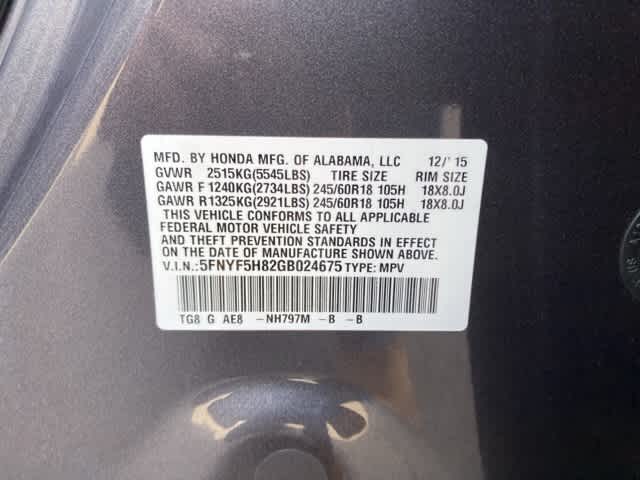 MFD. BY HONDA MFG. OF ALABAMA, LLC 12/'15
GVWR 2515KG(5545LBS) TIRE SIZE RIM SIZE
GAWR F 1240KG(2734LBS) 245/60R18 105H 18X8.0J
GAWR R1325KG(2921LBS) 245/60R18 105H 18X8.0J
THIS VEHICLE CONFORMS TO ALL APPLICABLE
FEDERAL MOTOR VEHICLE SAFETY
AND THEFT PREVENTION STANDARDS IN EFFECT
ON THE DATE OF MANUFACTURE SHOWN ABOVE.
V.I.N.:5FNYF5H82GB024675 TYPE: MPV
TG8 G AE8 -NH797M -B -B